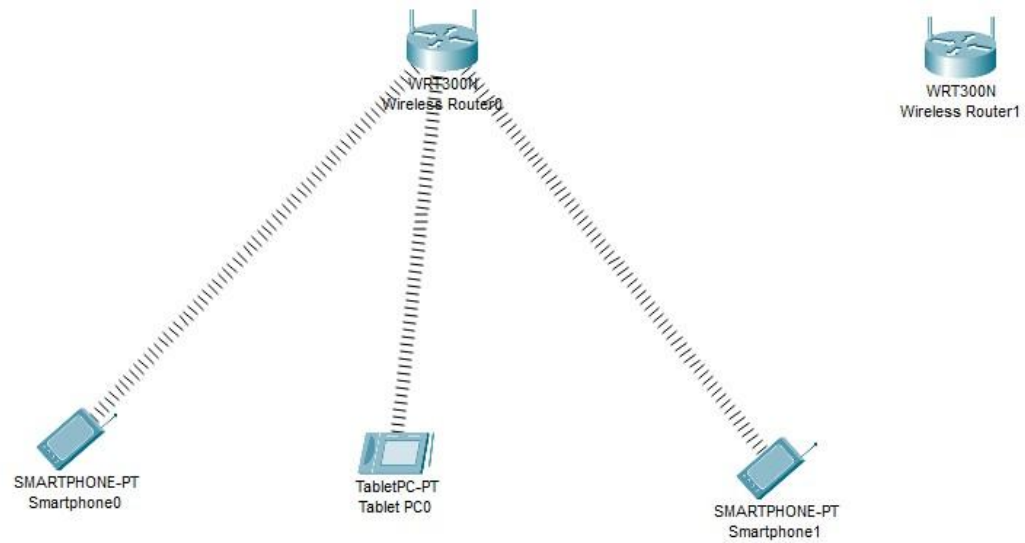 WRT300N
Wireless Router0
WRT300N
Wireless Router1
SMARTPHONE-PT
Smartphone0
TabletPC-PT
Tablet PC0
SMARTPHONE-PT
Smartphone1